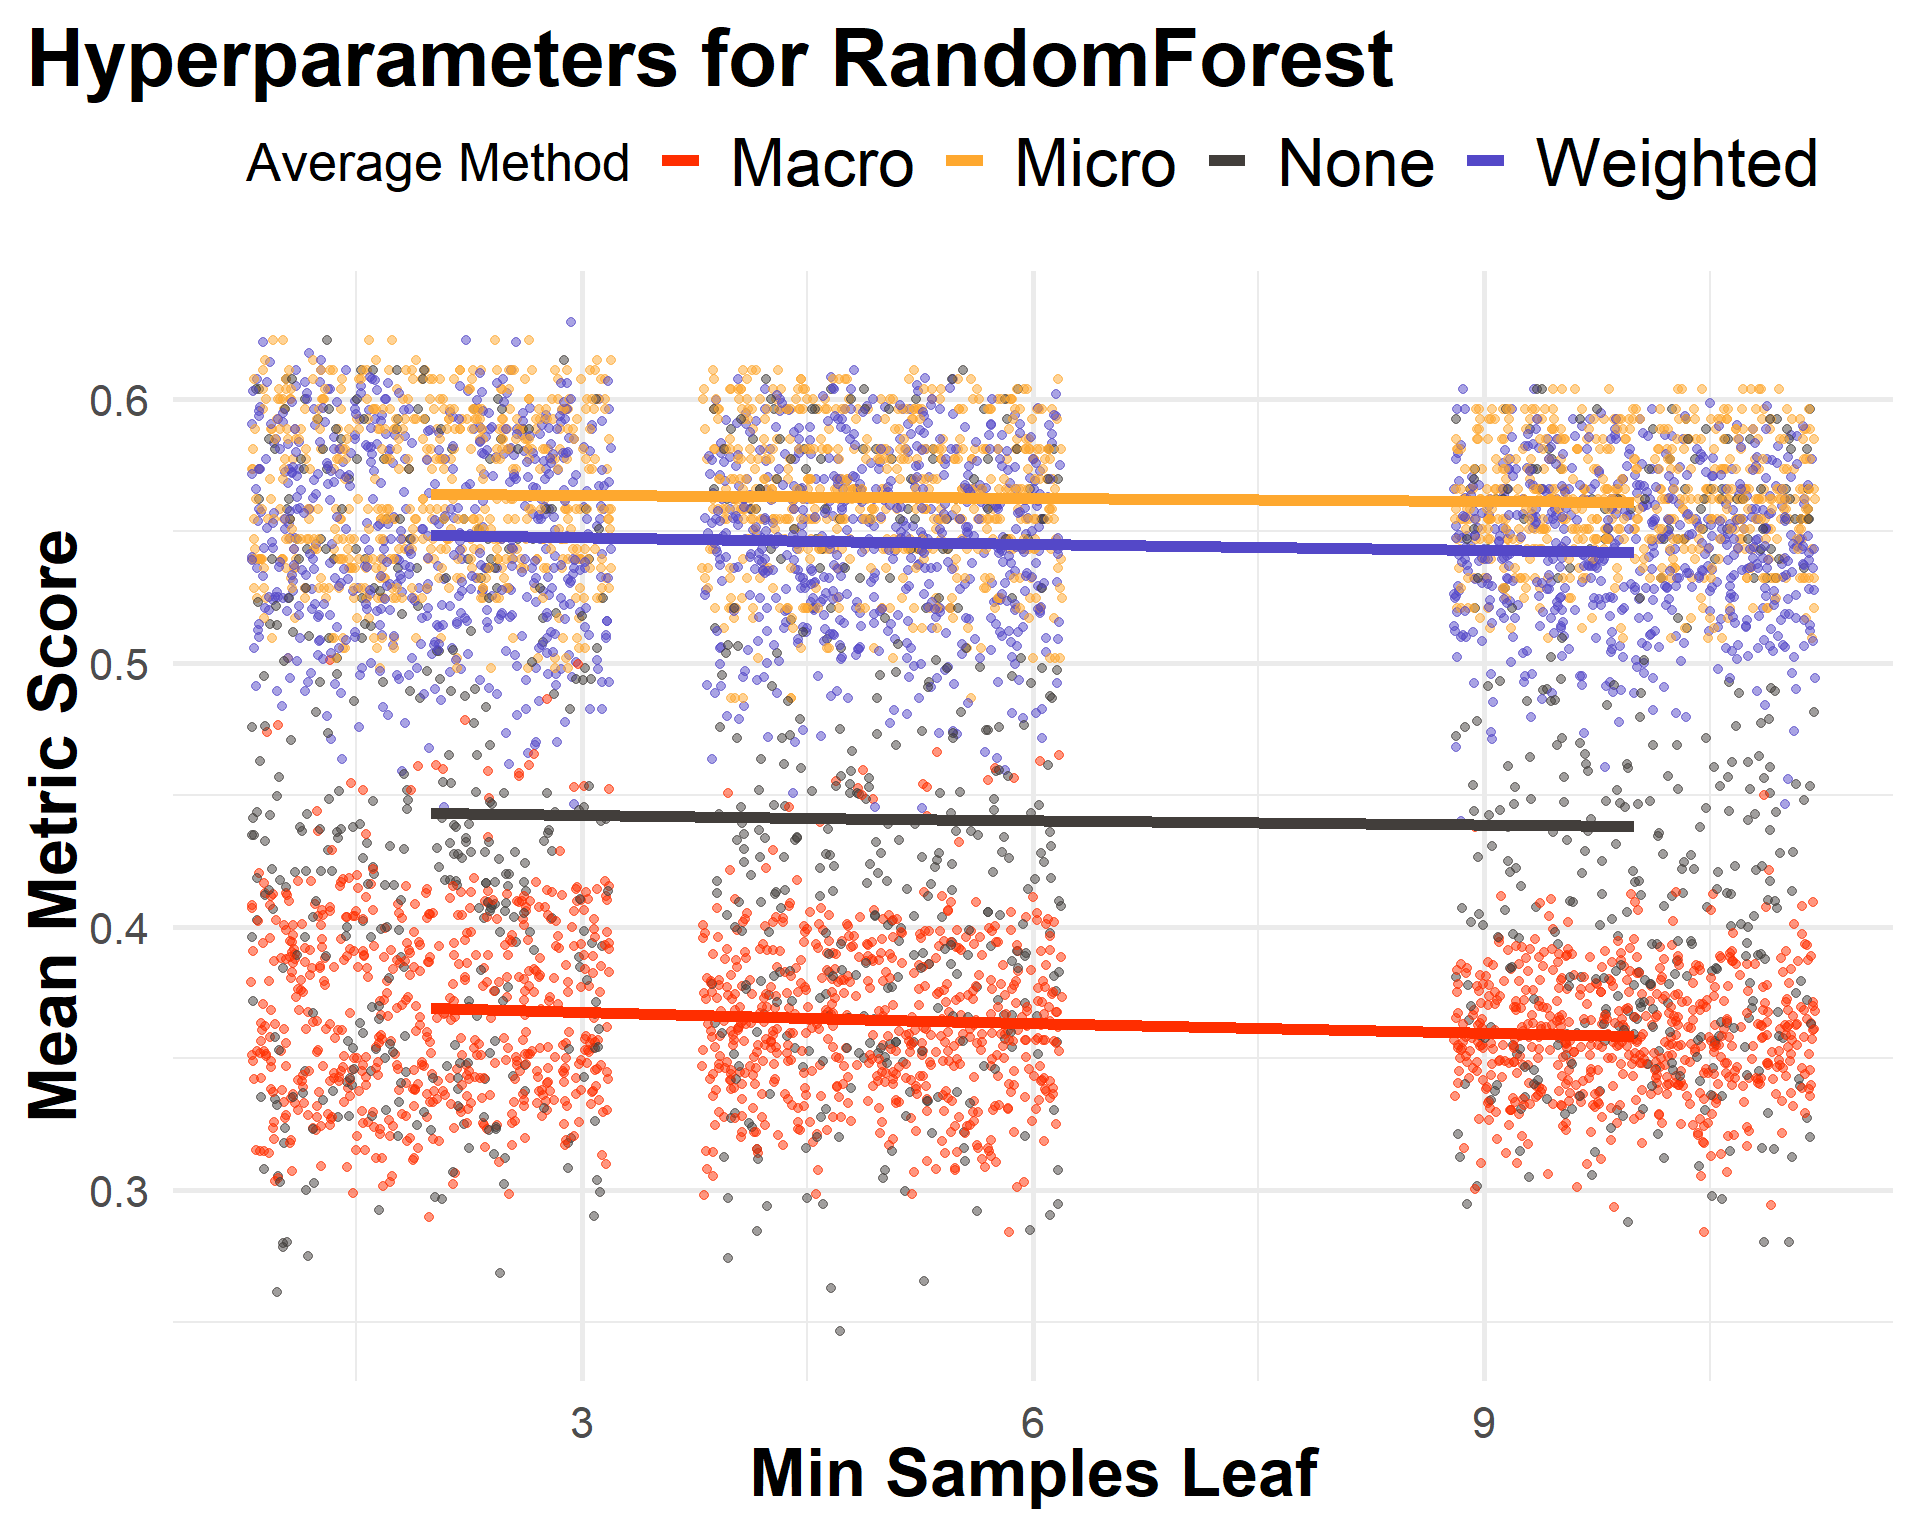 Hyperparameters for RandomForest
Average Method Macro Micro None Weighted
Mean Metric Score
0.6
0.5
0.4
0.3
3 6 9
Min Samples Leaf